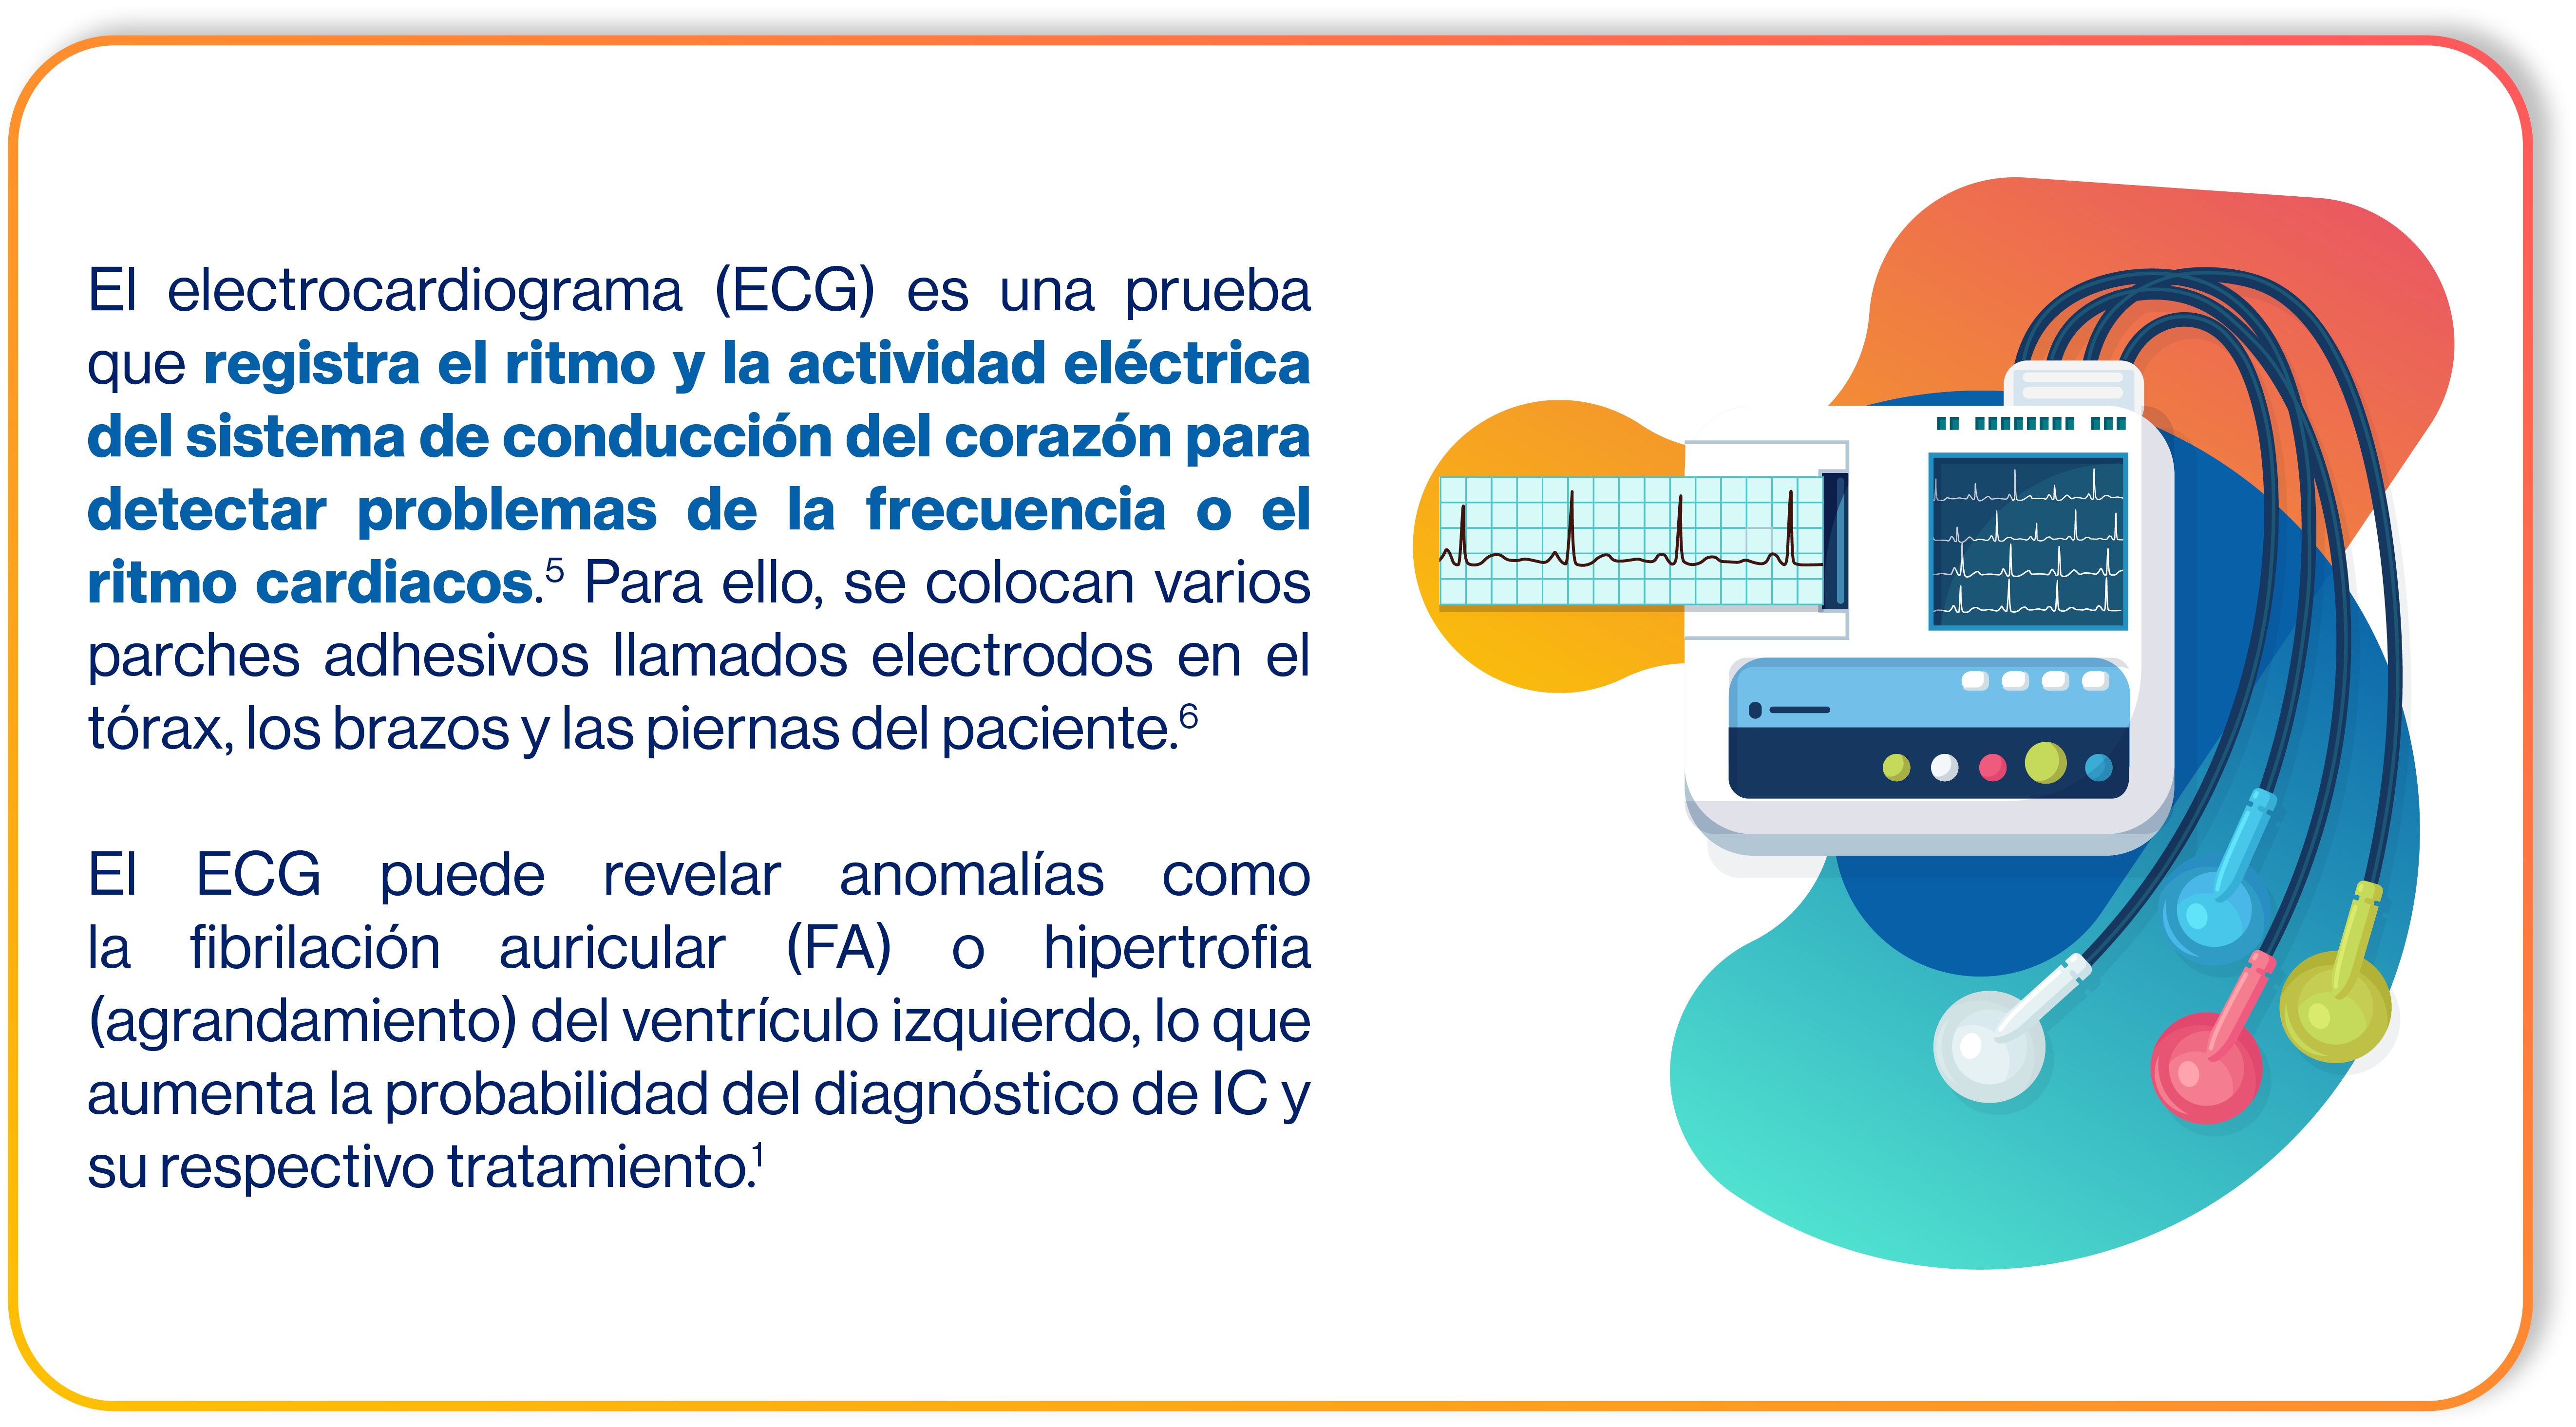 El electrocardiograma (ECG) es una prueba
que registra el ritmo y la actividad eléctrica
del sistema de conducción del corazón para
detectar problemas de la frecuencia o el
ritmo cardiacos.⁵ Para ello, se colocan varios
parches adhesivos llamados electrodos en el
tórax, los brazos y las piernas del paciente.⁶
El ECG puede revelar anomalías como
la fibrilación auricular (FA) o hipertrofia
(agrandamiento) del ventrículo izquierdo, lo que
aumenta la probabilidad del diagnóstico de IC y
su respectivo tratamiento.¹